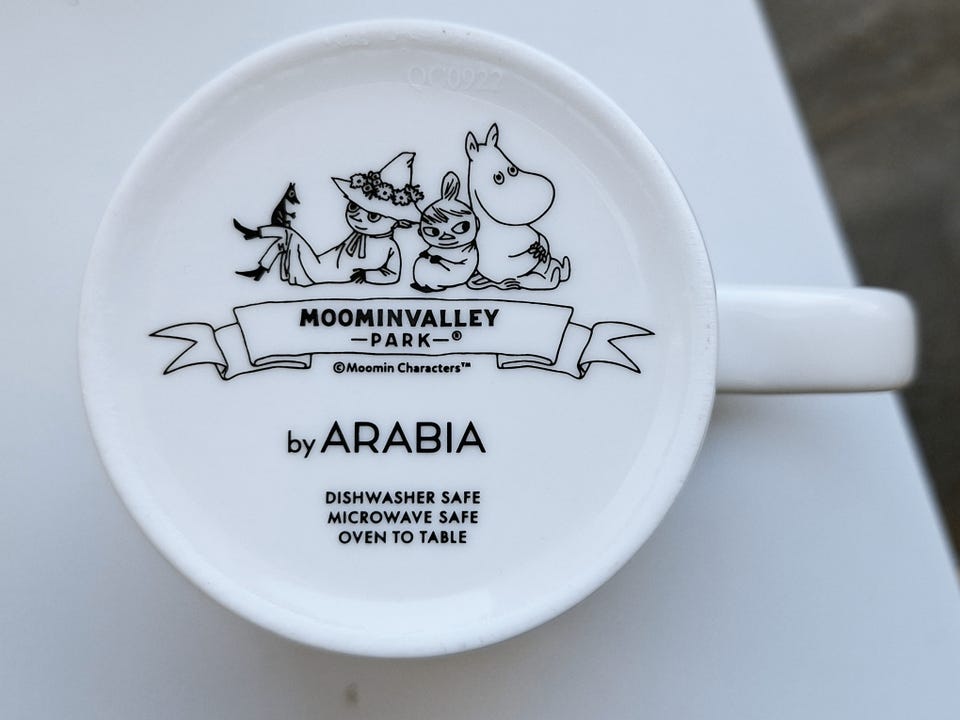 QC0922
MOOMINVALLEY
—PARK—®
©Moomin Characters™
by ARABIA
DISHWASHER SAFE
MICROWAVE SAFE
OVEN TO TABLE